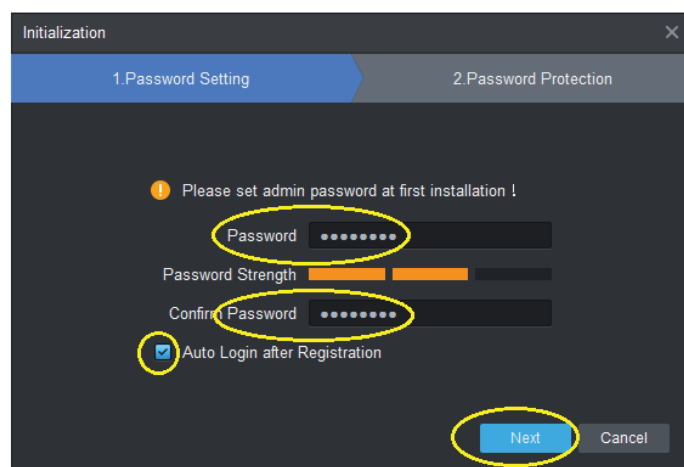 Initialization
1.Password Setting
2.Password Protection
Please set admin password at first installation !
Password ●●●●●●●●
Password Strength
Confirm Password ●●●●●●●●
Auto Login after Registration
Next Cancel